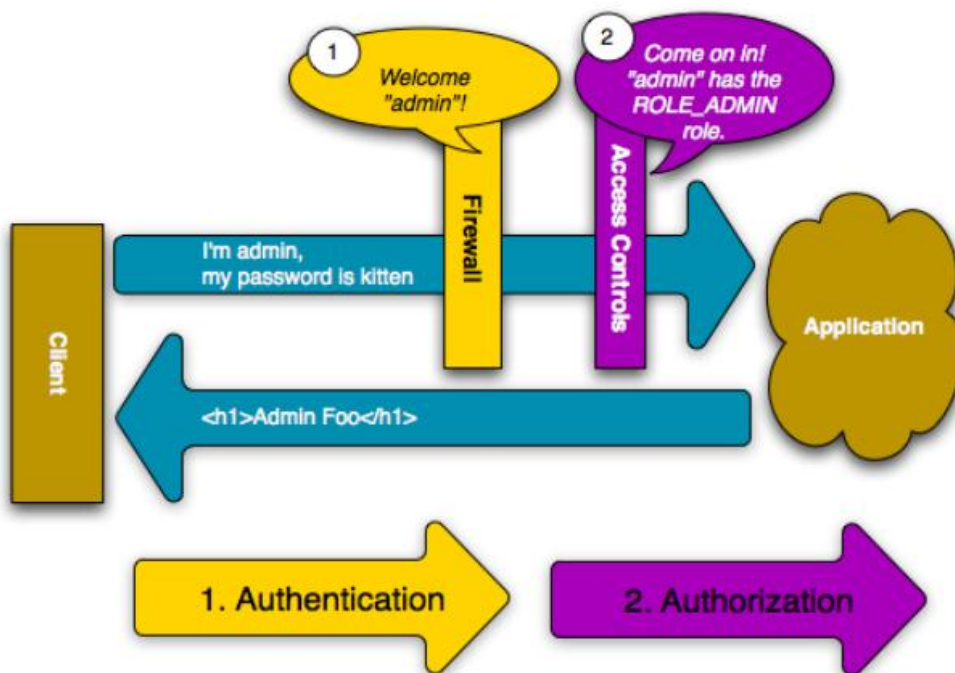 1
Welcome
"admin"!
2
Come on in!
"admin" has the
ROLE_ADMIN
role.
Firewall
Access Controls
Client
I'm admin,
my password is kitten
Application
<h1>Admin Foo</h1>
1. Authentication
2. Authorization